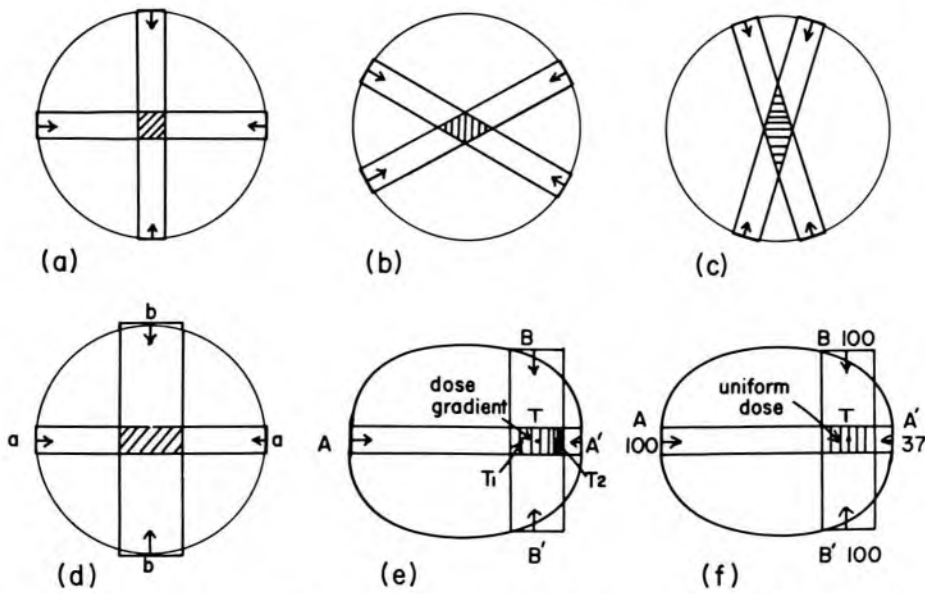 (a)
(b)
(c)
b
a
a
b
(d)
B
dose
gradient
T
A
A'
T1
T2
B'
(e)
B 100
uniform
dose
T
A
100
A'
37
B' 100
(f)